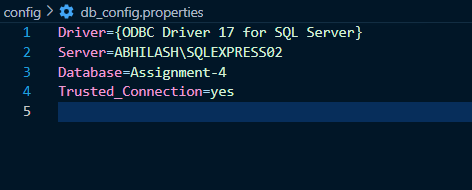 config > db_config.properties
1 Driver={ODBC Driver 17 for SQL Server}
2 Server=ABHILASH\SQLEXPRESS02
3 Database=Assignment-4
4 Trusted_Connection=yes
5